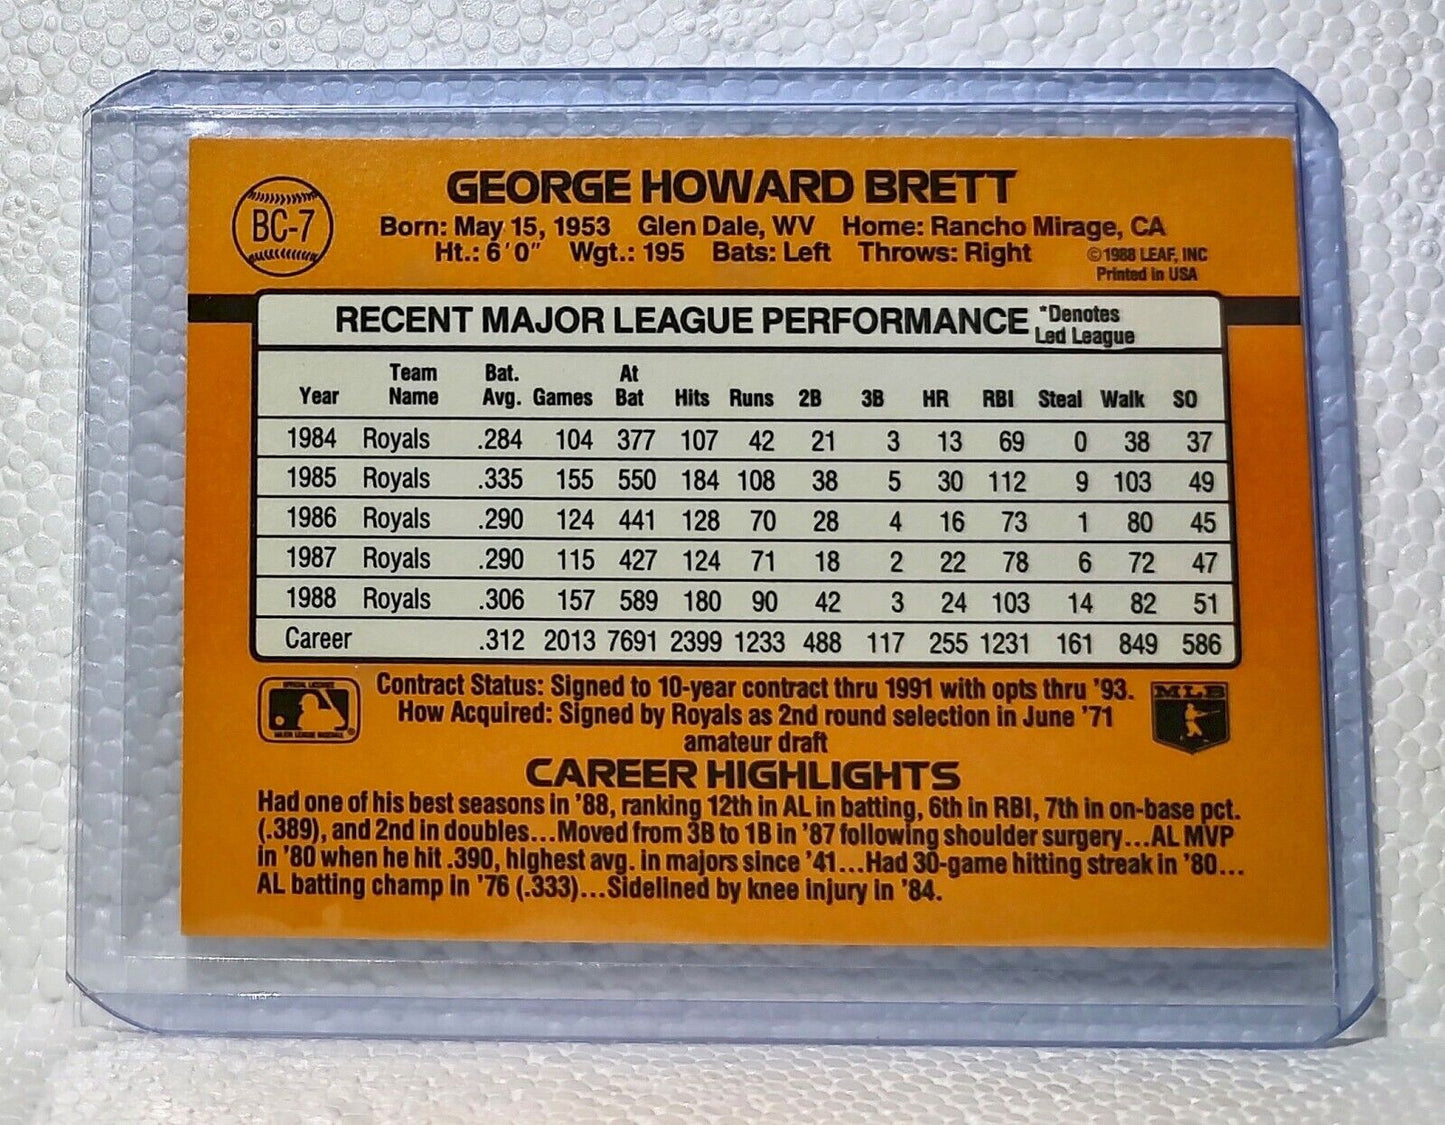 BC-7
GEORGE HOWARD BRETT
Born: May 15, 1953 Glen Dale, WV Home: Rancho Mirage, CA
Ht.: 6'0" Wgt.: 195 Bats: Left Throws: Right
©1988 LEAF, INC
Printed in USA
RECENT MAJOR LEAGUE PERFORMANCE *Denotes
Led League
Year Team Name Bat. Avg. Games At Bat Hits Runs 2B 3B HR RBI Steal Walk SO
1984 Royals .284 104 377 107 42 21 3 13 69 0 38 37
1985 Royals .335 155 550 184 108 38 5 30 112 9 103 49
1986 Royals .290 124 441 128 70 28 4 16 73 1 80 45
1987 Royals .290 115 427 124 71 18 2 22 78 6 72 47
1988 Royals .306 157 589 180 90 42 3 24 103 14 82 51
Career .312 2013 7691 2399 1233 488 117 255 1231 161 849 586
Contract Status: Signed to 10-year contract thru 1991 with opts thru '93.
How Acquired: Signed by Royals as 2nd round selection in June '71
amateur draft
OFFICIAL LICENSEE
MAJOR LEAGUE BASEBALL
MLB
CAREER HIGHLIGHTS
Had one of his best seasons in '88, ranking 12th in AL in batting, 6th in RBI, 7th in on-base pct.
(.389), and 2nd in doubles...Moved from 3B to 1B in '87 following shoulder surgery...AL MVP
in '80 when he hit .390, highest avg. in majors since '41...Had 30-game hitting streak in '80...
AL batting champ in '76 (.333)...Sidelined by knee injury in '84.